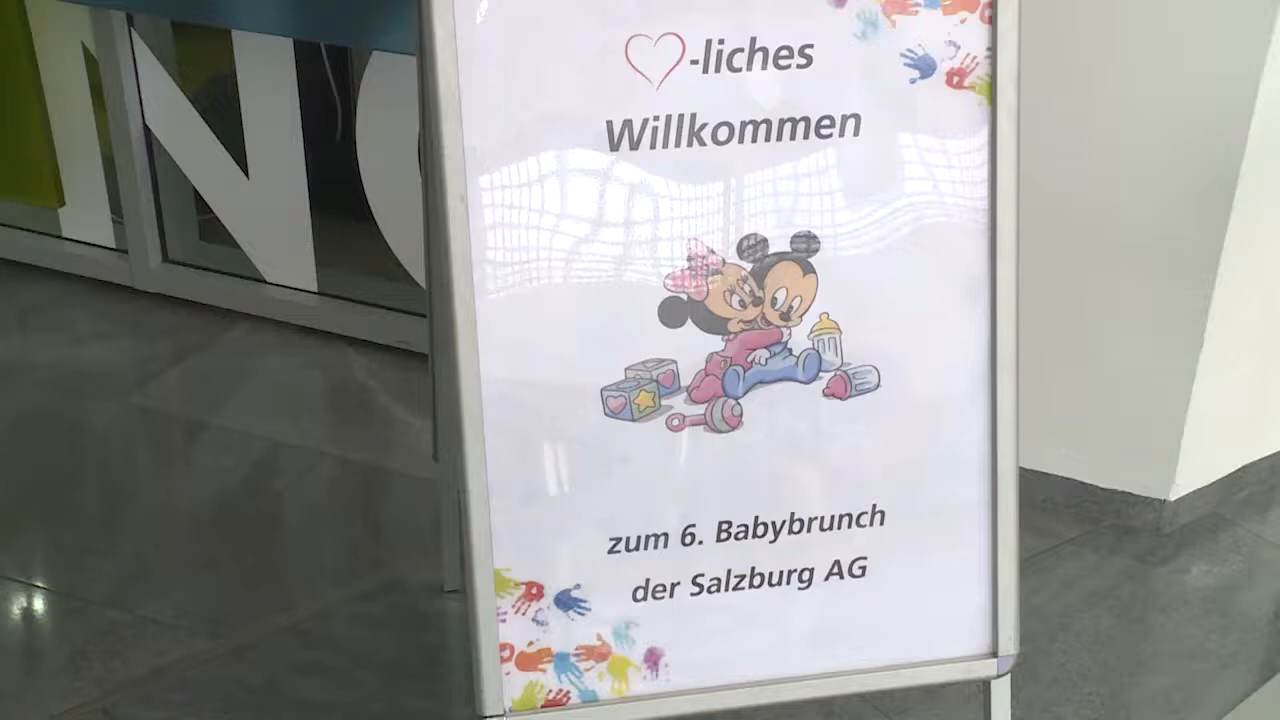 ♡-liches
Willkommen
zum 6. Babybrunch
der Salzburg AG